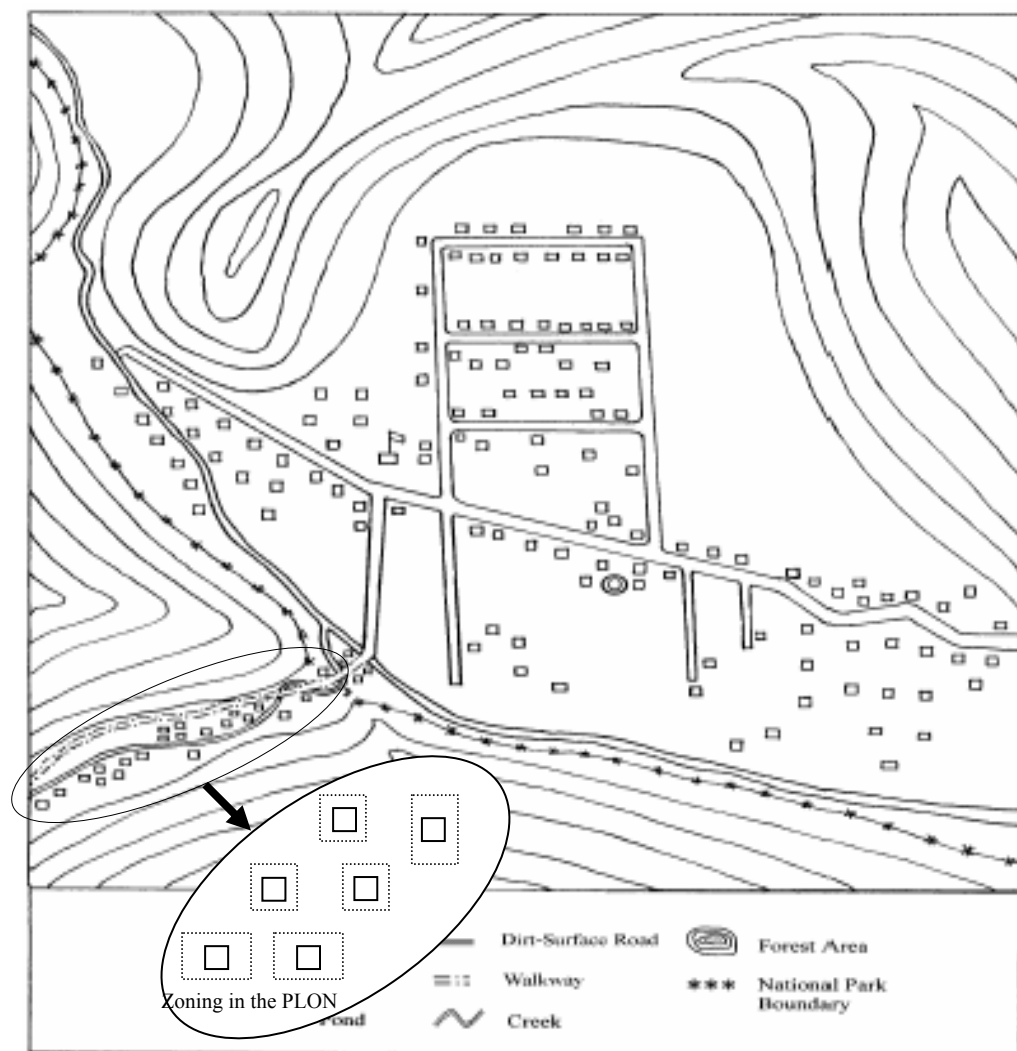 Dirt-Surface Road
Forest Area
Walkway
National Park
Boundary
Zoning in the PLON
Pond
Creek